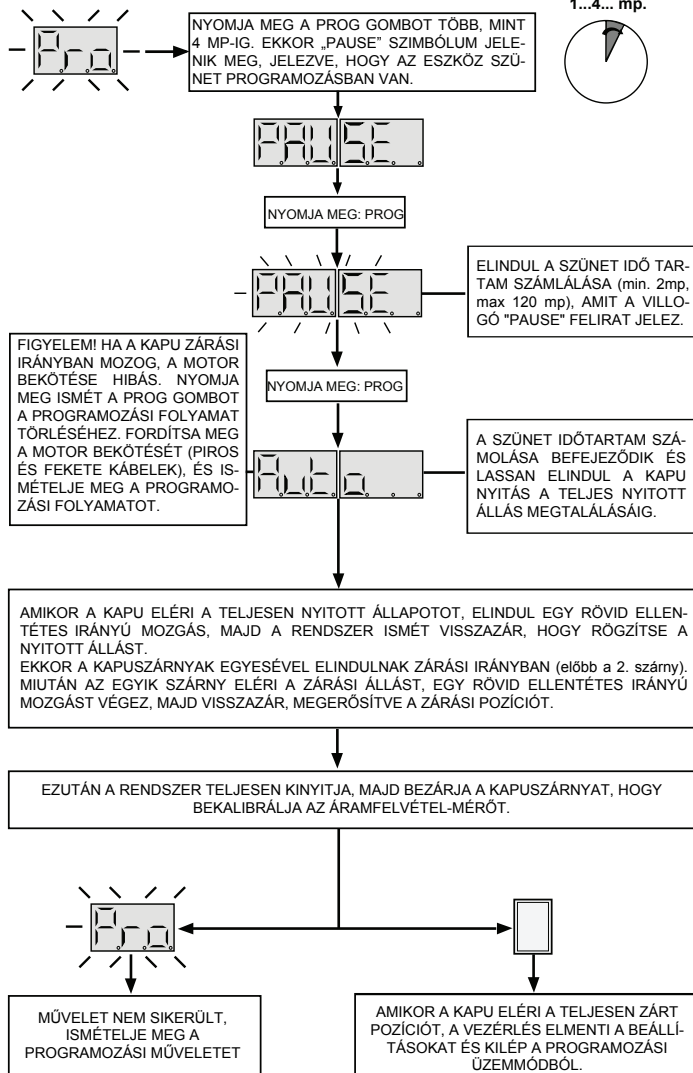 1...4... mp.
Pro
NYOMJA MEG A PROG GOMBOT TÖBB, MINT
4 MP-IG. EKKOR „PAUSE” SZIMBÓLUM JELE-
NIK MEG, JELEZVE, HOGY AZ ESZKÖZ SZÜ-
NET PROGRAMOZÁSBAN VAN.
PAUSE
NYOMJA MEG: PROG
PAUSE
ELINDUL A SZÜNET IDŐ TAR-
TAM SZÁMLÁLÁSA (min. 2mp,
max 120 mp), AMIT A VILLO-
GÓ "PAUSE" FELIRAT JELEZ.
FIGYELEM! HA A KAPU ZÁRÁSI
IRÁNYBAN MOZOG, A MOTOR
BEKÖTÉSE HIBÁS. NYOMJA
MEG ISMÉT A PROG GOMBOT
A PROGRAMOZÁSI FOLYAMAT
TÖRLÉSÉHEZ. FORDÍTSA MEG
A MOTOR BEKÖTÉSÉT (PIROS
ÉS FEKETE KÁBELEK), ÉS IS-
MÉTELJE MEG A PROGRAMO-
ZÁSI FOLYAMATOT.
NYOMJA MEG: PROG
Auto
A SZÜNET IDŐTARTAM SZÁ-
MOLÁSA BEFEJEZŐDIK ÉS
LASSAN ELINDUL A KAPU
NYITÁS A TELJES NYITOTT
ÁLLÁS MEGTALÁLÁSÁIG.
AMIKOR A KAPU ELÉRI A TELJESEN NYITOTT ÁLLAPOTOT, ELINDUL EGY RÖVID ELLEN-
TÉTES IRÁNYÚ MOZGÁS, MAJD A RENDSZER ISMÉT VISSZAZÁR, HOGY RÖGZÍTSE A
NYITOTT ÁLLÁST.
EKKOR A KAPUSZÁRNYAK EGYESÉVEL ELINDULNAK ZÁRÁSI IRÁNYBAN (előbb a 2. szárny).
MIUTÁN AZ EGYIK SZÁRNY ELÉRI A ZÁRÁSI ÁLLÁST, EGY RÖVID ELLENTÉTES IRÁNYÚ
MOZGÁST VÉGEZ, MAJD VISSZAZÁR, MEGERŐSÍTVE A ZÁRÁSI POZÍCIÓT.
EZUTÁN A RENDSZER TELJESEN KINYITJA, MAJD BEZÁRJA A KAPUSZÁRNYAT, HOGY
BEKALIBRÁLJA AZ ÁRAMFELVÉTEL-MÉRŐT.
Pro
MŰVELET NEM SIKERÜLT,
ISMÉTELJE MEG A
PROGRAMOZÁSI MŰVELETET
AMIKOR A KAPU ELÉRI A TELJESEN ZÁRT
POZÍCIÓT, A VEZÉRLÉS ELMENTI A BEÁLLÍ-
TÁSOKAT ÉS KILÉP A PROGRAMOZÁSI
ÜZEMMÓDBÓL.